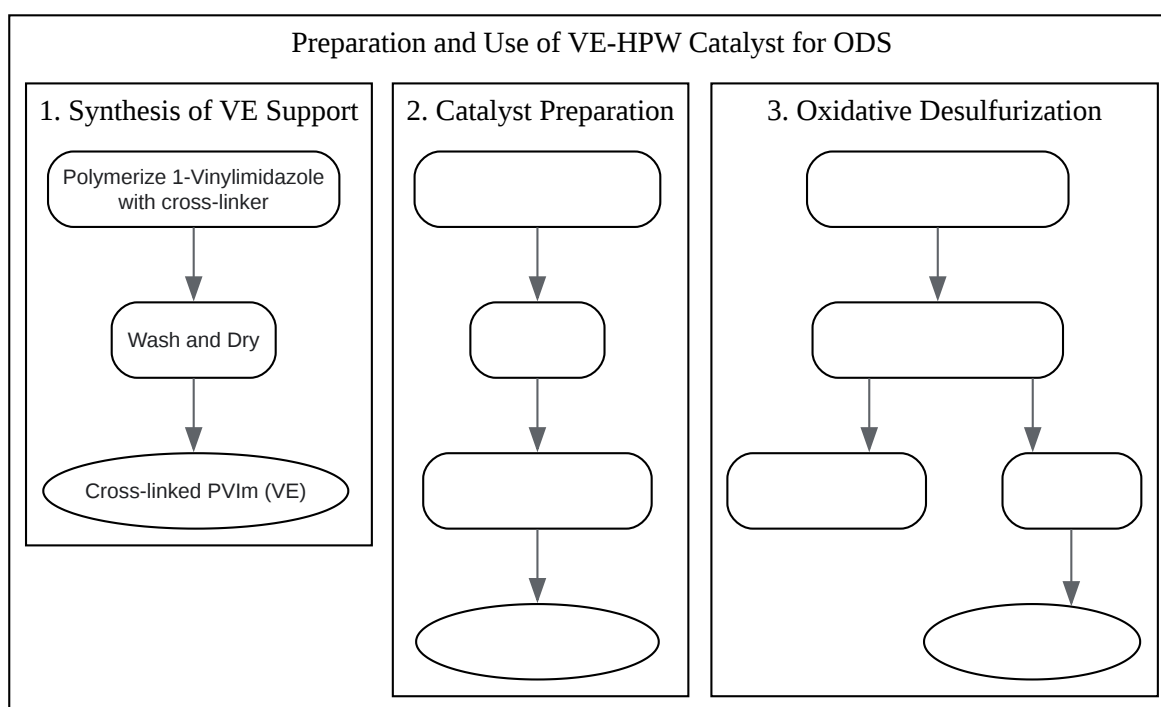 Preparation and Use of VE-HPW Catalyst for ODS
1. Synthesis of VE Support
Polymerize 1-Vinylimidazole
with cross-linker
Wash and Dry
Cross-linked PVIm (VE)
2. Catalyst Preparation
3. Oxidative Desulfurization